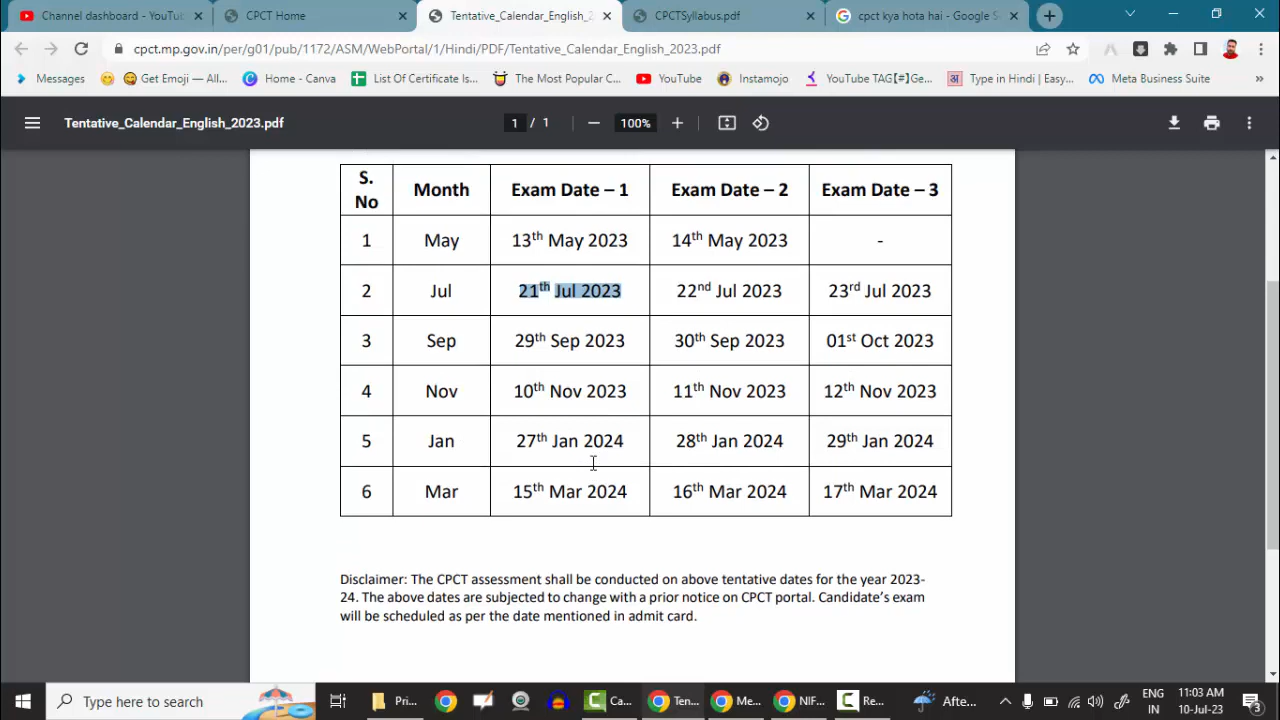 Channel dashboard - YouTu
CPCT Home
Tentative_Calendar_English_2
CPCTSyllabus.pdf
cpct kya hota hai - Google S
cpct.mp.gov.in/per/g01/pub/1172/ASM/WebPortal/1/Hindi/PDF/Tentative_Calendar_English_2023.pdf
Messages
Get Emoji — All...
Home - Canva
List Of Certificate Is...
The Most Popular C...
YouTube
Instamojo
YouTube TAG【#】Ge...
Type in Hindi | Easy...
Meta Business Suite
Tentative_Calendar_English_2023.pdf
1 / 1
100%
S. No Month Exam Date – 1 Exam Date – 2 Exam Date – 3
1 May 13th May 2023 14th May 2023 -
2 Jul 21th Jul 2023 22nd Jul 2023 23rd Jul 2023
3 Sep 29th Sep 2023 30th Sep 2023 01st Oct 2023
4 Nov 10th Nov 2023 11th Nov 2023 12th Nov 2023
5 Jan 27th Jan 2024 28th Jan 2024 29th Jan 2024
6 Mar 15th Mar 2024 16th Mar 2024 17th Mar 2024
Disclaimer: The CPCT assessment shall be conducted on above tentative dates for the year 2023-
24. The above dates are subjected to change with a prior notice on CPCT portal. Candidate's exam
will be scheduled as per the date mentioned in admit card.
Type here to search
Pri...
Ca...
Ten...
Me...
NIF...
Re...
Afte...
ENG
IN
11:03 AM
10-Jul-23
3